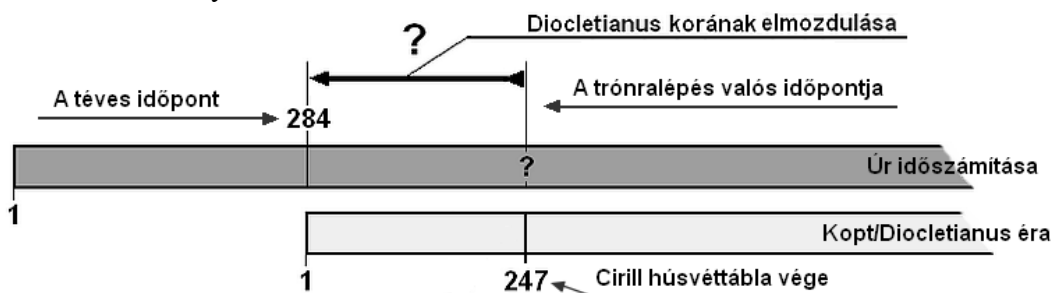 Diocletianus korának elmozdulása
?
A téves időpont
A trónralépés valós időpontja
284
?
Úr időszámítása
1
Kopt/Diocletianus éra
1
247
Cirill húsvéttábla vége